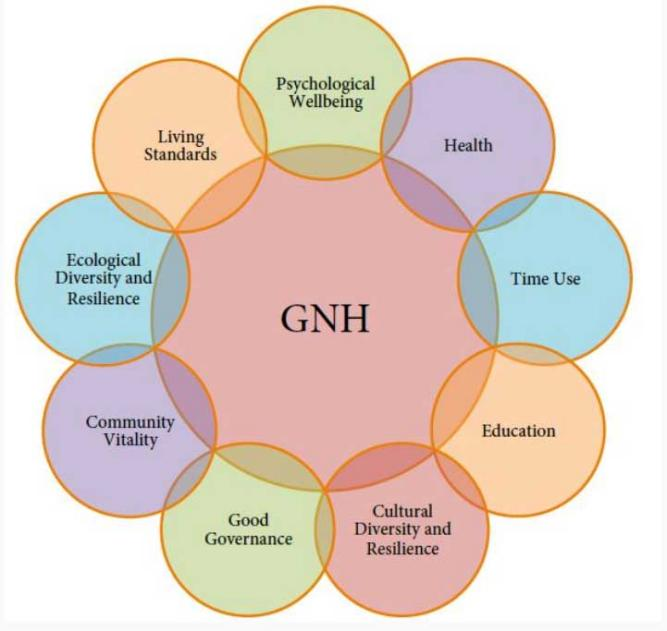 Psychological
Wellbeing
Health
Time Use
Education
Cultural
Diversity and
Resilience
Good
Governance
Community
Vitality
Ecological
Diversity and
Resilience
Living
Standards
GNH